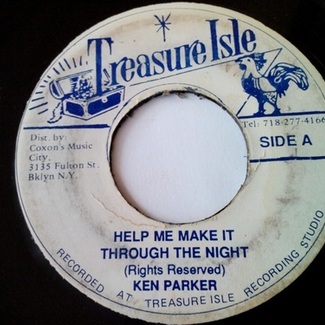 Treasure Isle
Tel: 718-277-4166
Dist. by:
Coxon's Music
City,
3135 Fulton St.
Bklyn N.Y.
SIDE A
HELP ME MAKE IT
THROUGH THE NIGHT
(Rights Reserved)
KEN PARKER
RECORDED AT TREASURE ISLE RECORDING STUDIO